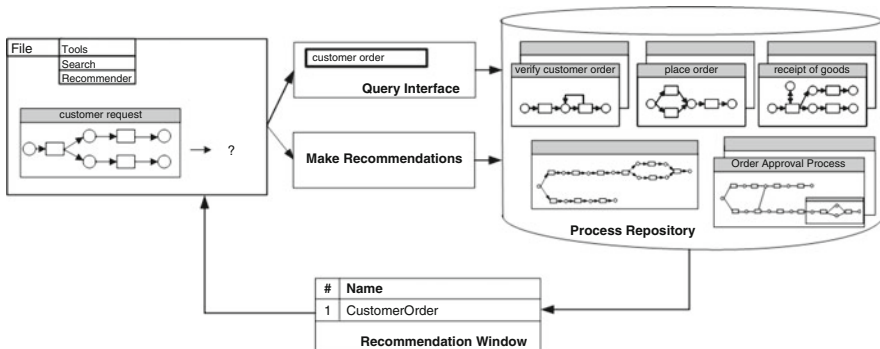 File
Tools
Search
Recommender
customer request
?
customer order
Query Interface
Make Recommendations
verify customer order
place order
receipt of goods
Order Approval Process
Process Repository
# Name
1 CustomerOrder
Recommendation Window